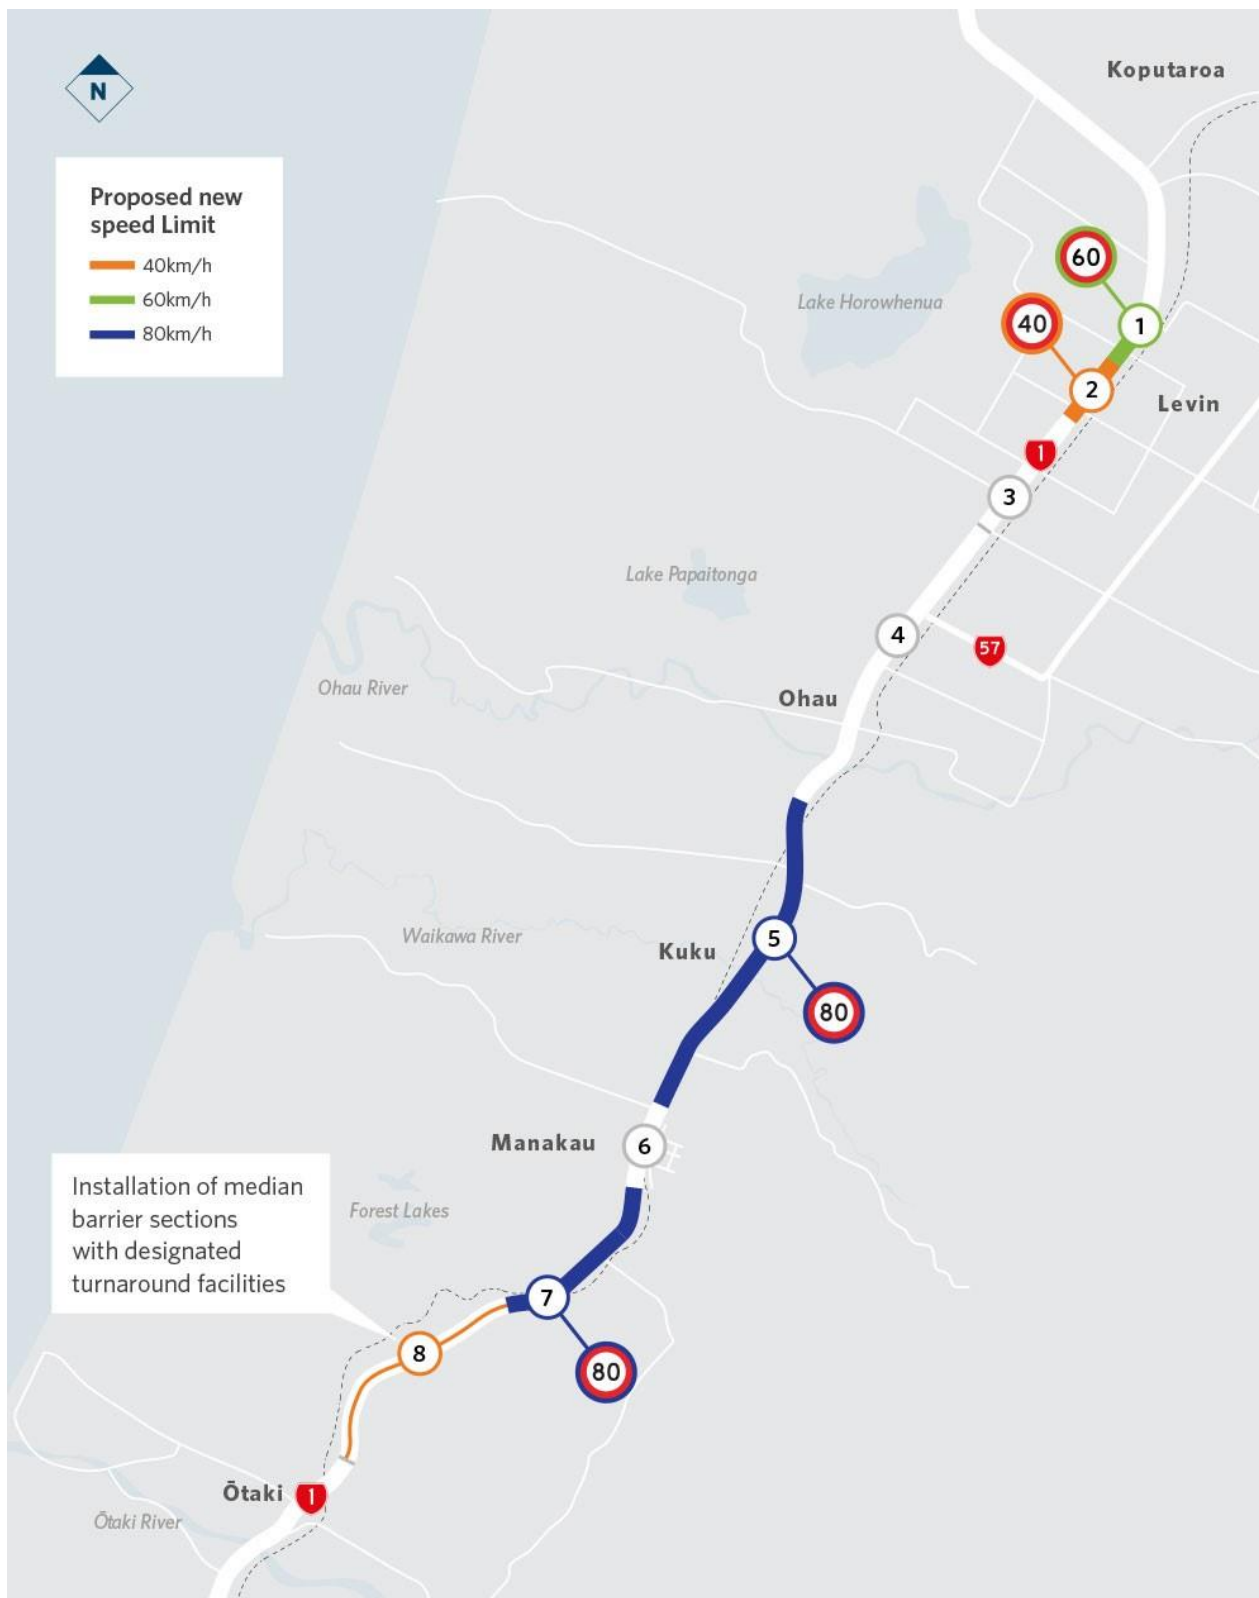 N
Koputaroa
Proposed new
speed Limit
40km/h
60km/h
80km/h
60
Lake Horowhenua
40
1
2
Levin
1
3
Lake Papaitonga
4
57
Ohau River
Ohau
Waikawa River
Kuku
5
80
Manakau
6
Installation of median
barrier sections
with designated
turnaround facilities
Forest Lakes
7
8
80
Ōtaki
1
Ōtaki River